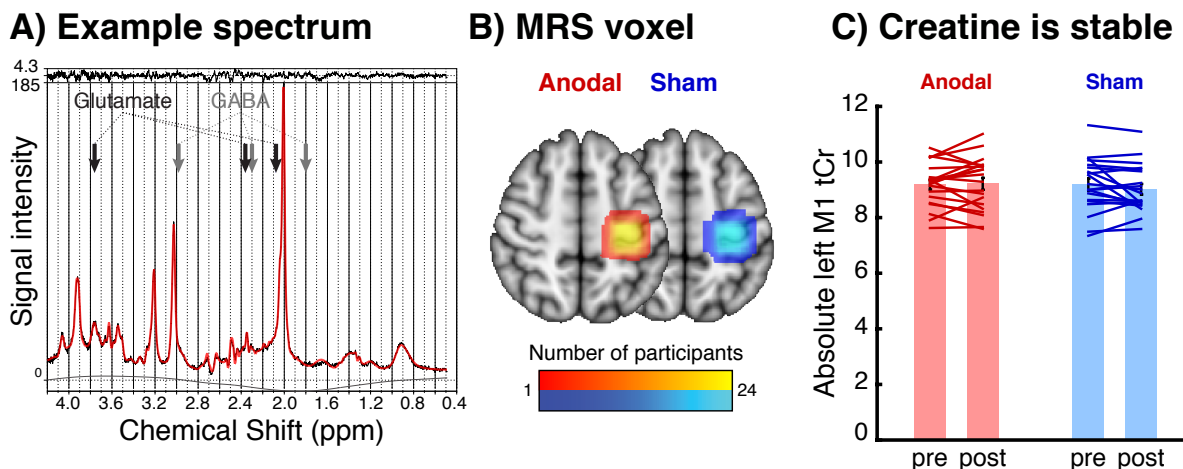 A) Example spectrum
4.3
185
Glutamate
GABA
Signal intensity
0
4.0 3.6 3.2 2.8 2.4 2.0 1.6 1.2 0.8 0.4
Chemical Shift (ppm)
B) MRS voxel
Anodal Sham
Number of participants
1
24
C) Creatine is stable
Anodal Sham
Absolute left M1 tCr
12
10
8
6
4
2
0
pre post pre post